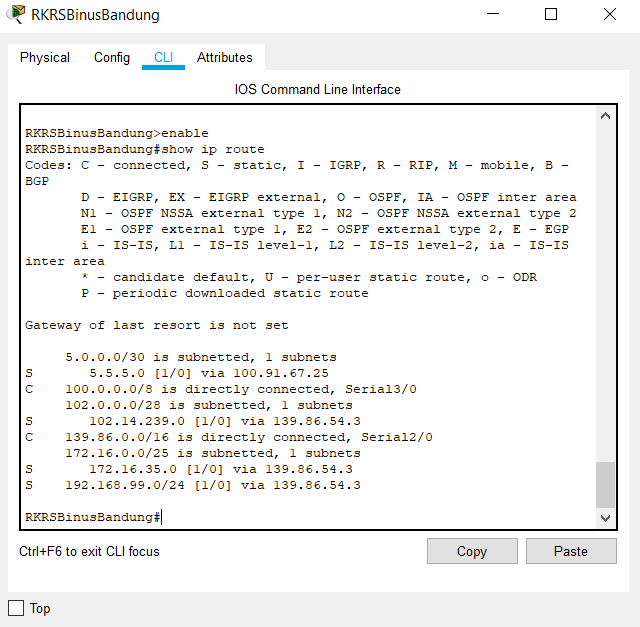 RKRSBinusBandung
Physical Config CLI Attributes
IOS Command Line Interface
RKRSBinusBandung>enable
RKRSBinusBandung#show ip route
Codes: C - connected, S - static, I - IGRP, R - RIP, M - mobile, B -
BGP
       D - EIGRP, EX - EIGRP external, O - OSPF, IA - OSPF inter area
       N1 - OSPF NSSA external type 1, N2 - OSPF NSSA external type 2
       E1 - OSPF external type 1, E2 - OSPF external type 2, E - EGP
       i - IS-IS, L1 - IS-IS level-1, L2 - IS-IS level-2, ia - IS-IS
inter area
       * - candidate default, U - per-user static route, o - ODR
       P - periodic downloaded static route
Gateway of last resort is not set
     5.0.0.0/30 is subnetted, 1 subnets
S       5.5.5.0 [1/0] via 100.91.67.25
C    100.0.0.0/8 is directly connected, Serial3/0
     102.0.0.0/28 is subnetted, 1 subnets
S       102.14.239.0 [1/0] via 139.86.54.3
C    139.86.0.0/16 is directly connected, Serial2/0
     172.16.0.0/25 is subnetted, 1 subnets
S       172.16.35.0 [1/0] via 139.86.54.3
S    192.168.99.0/24 [1/0] via 139.86.54.3
RKRSBinusBandung#
Ctrl+F6 to exit CLI focus
Copy Paste
Top